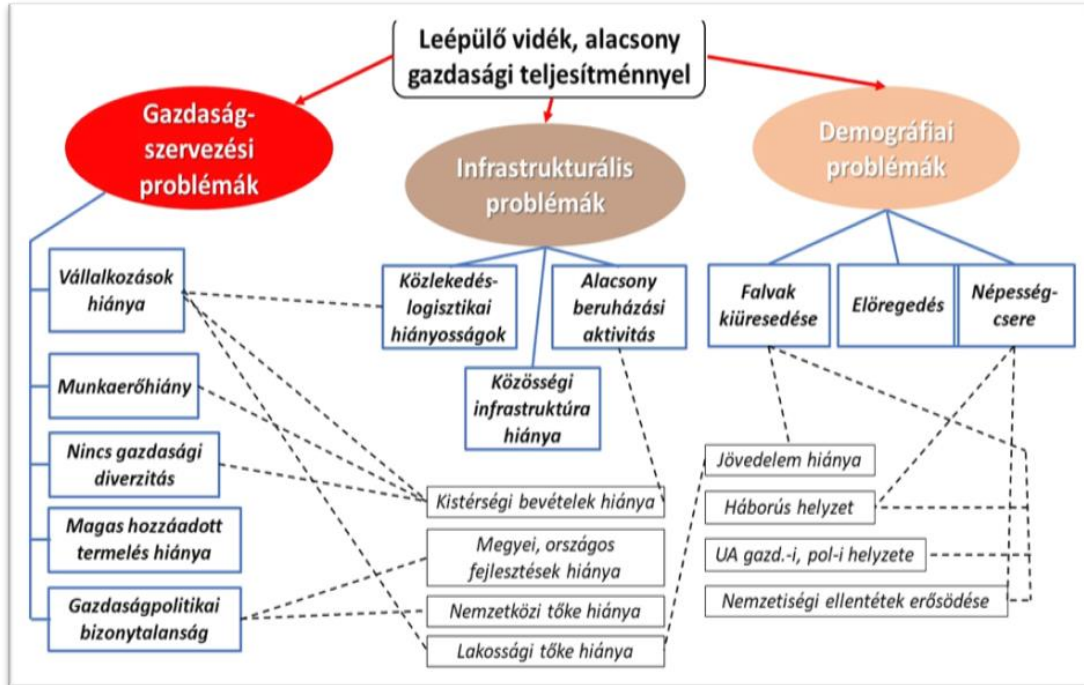 Leépülő vidék, alacsony
gazdasági teljesítménnyel
Gazdaság-
szervezési
problémák
Infrastrukturális
problémák
Demográfiai
problémák
Vállalkozások
hiánya
Munkaerőhiány
Nincs gazdasági
diverzitás
Magas hozzáadott
termelés hiánya
Gazdaságpolitikai
bizonytalanság
Közlekedés-
logisztikai
hiányosságok
Alacsony
beruházási
aktivitás
Közösségi
infrastruktúra
hiánya
Falvak
kiüresedése
Elöregedés
Népesség-
csere
Kistérségi bevételek hiánya
Megyei, országos
fejlesztések hiánya
Nemzetközi tőke hiánya
Lakossági tőke hiánya
Jövedelem hiánya
Háborús helyzet
UA gazd.-i, pol-i helyzete
Nemzetiségi ellentétek erősödése